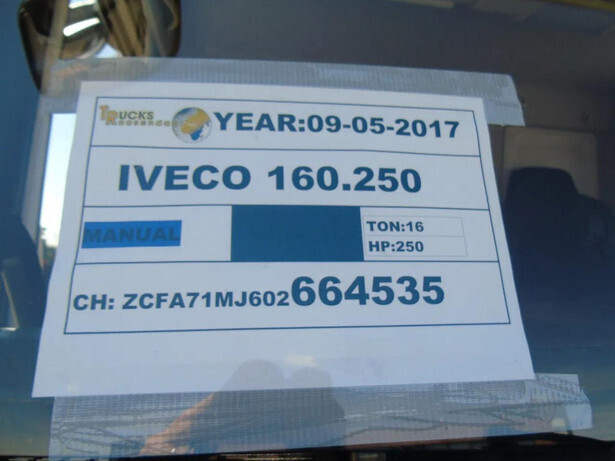 TRUCKS
YEAR:09-05-2017
IVECO 160.250
MANUAL
TON:16
HP:250
CH: ZCFA71MJ602664535